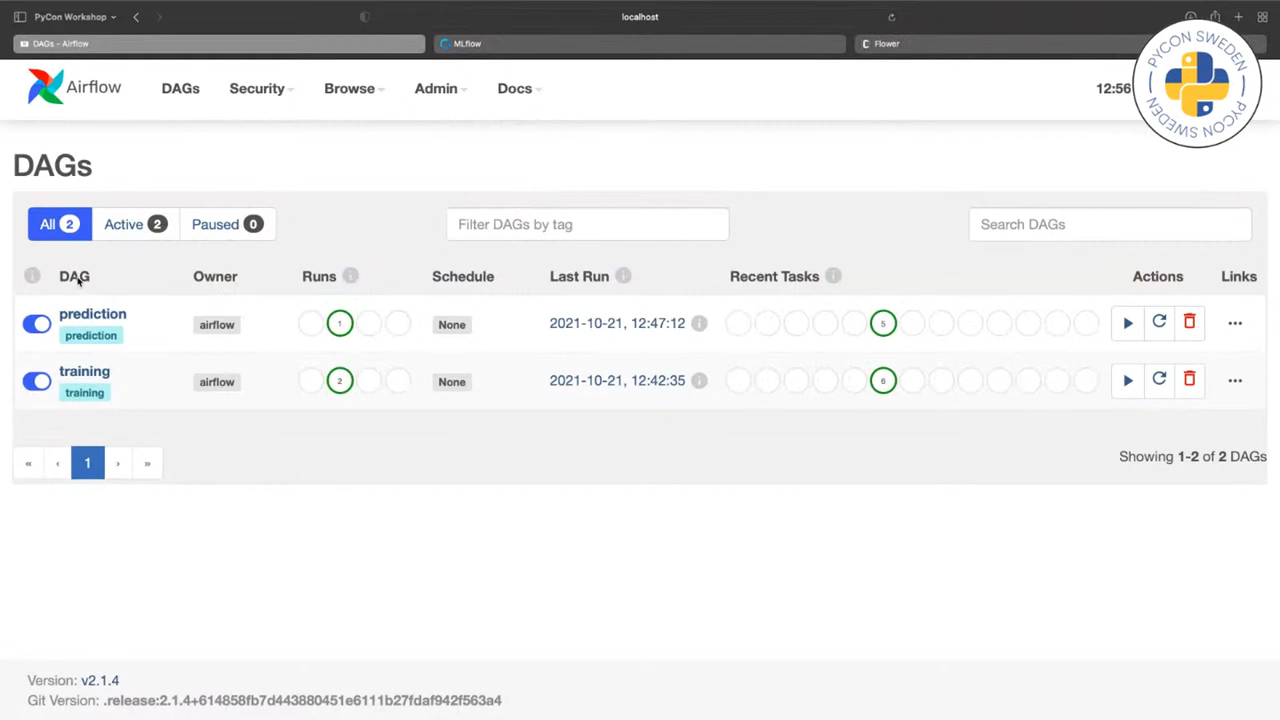 PyCon Workshop
localhost
DAGs - Airflow
MLflow
Flower
Airflow
DAGs
Security
Browse
Admin
Docs
12:56
PYCON SWEDEN
PYCON SWEDEN
DAGs
All 2
Active 2
Paused 0
Filter DAGs by tag
Search DAGs
DAG
Owner
Runs
Schedule
Last Run
Recent Tasks
Actions
Links
prediction
prediction
airflow
1
None
2021-10-21, 12:47:12
5
training
training
airflow
2
None
2021-10-21, 12:42:35
6
« ‹ 1 › »
Showing 1-2 of 2 DAGs
Version: v2.1.4
Git Version: .release:2.1.4+614858fb7d443880451e6111b27fdaf942f563a4